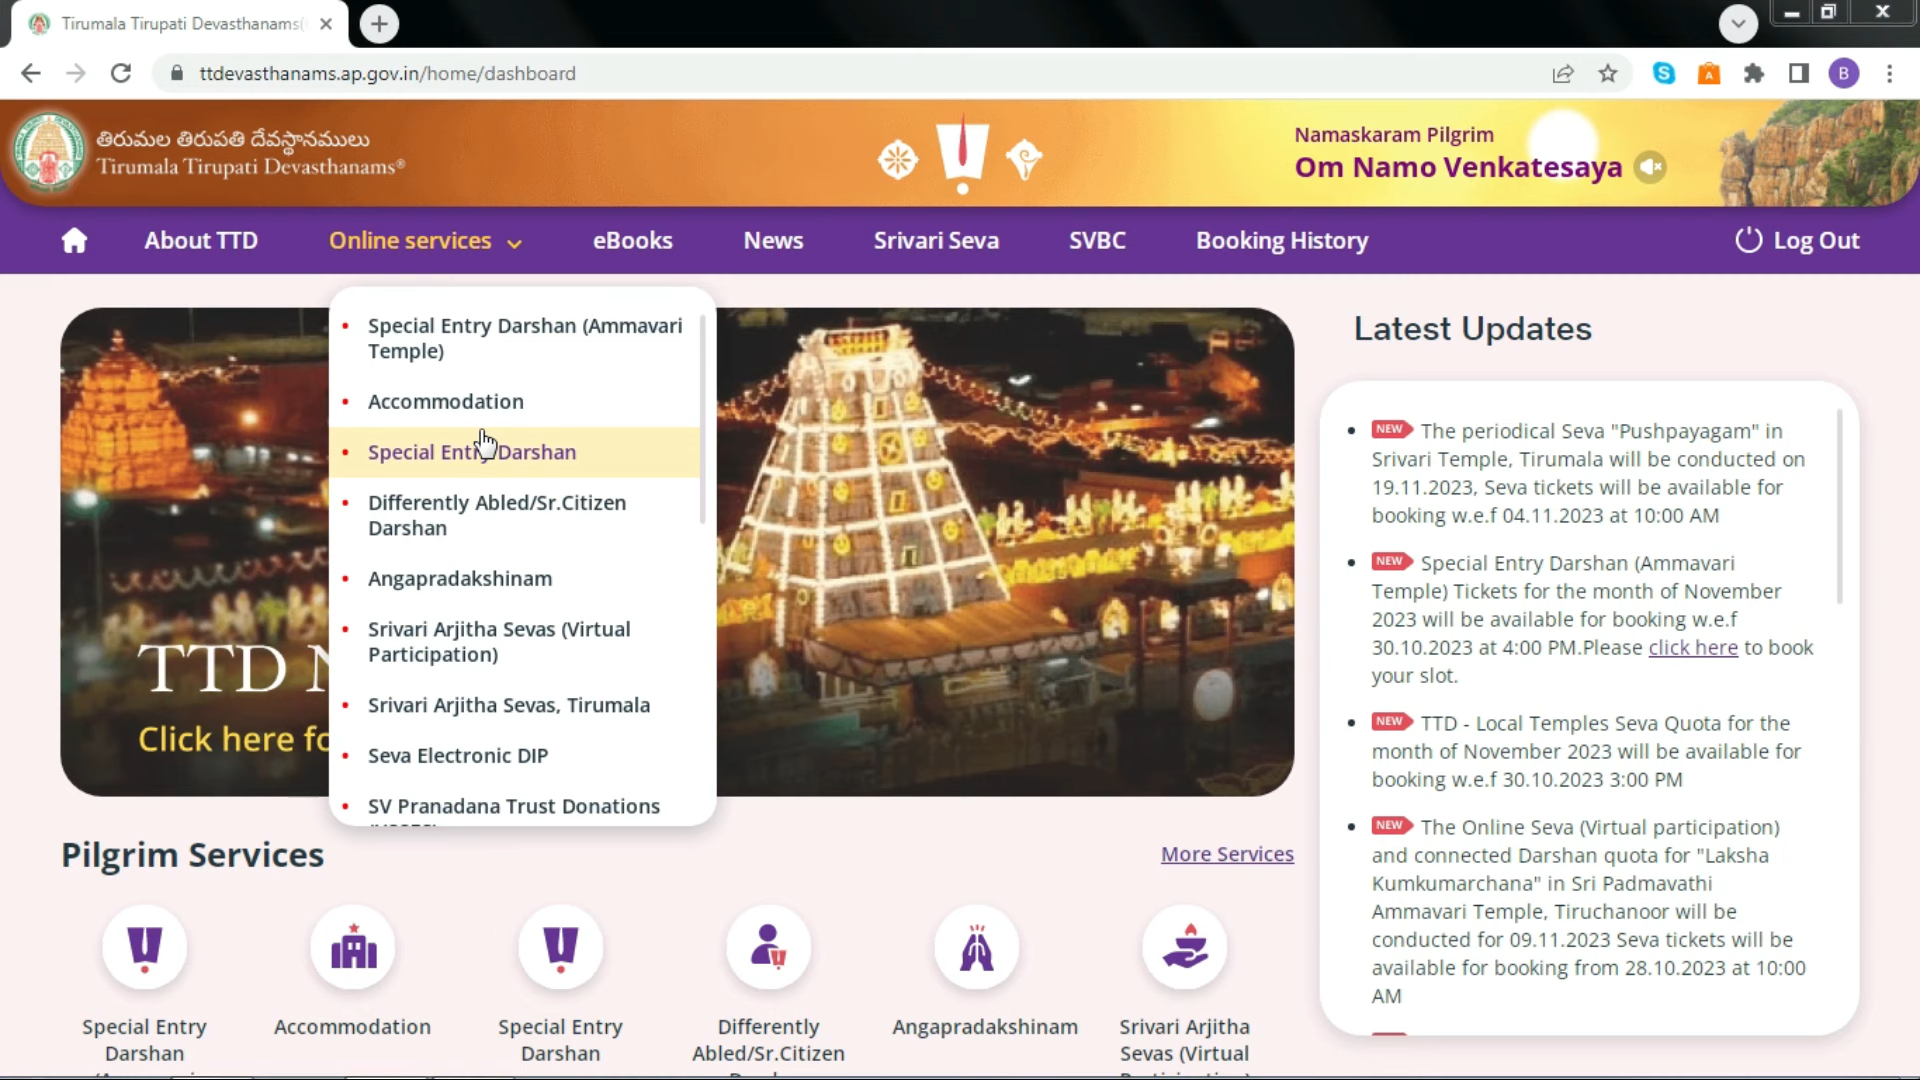 Tirumala Tirupati Devasthanams(
ttdevasthanams.ap.gov.in/home/dashboard
B
తిరుమల తిరుపతి దేవస్థానములు
Tirumala Tirupati Devasthanams®
Namaskaram Pilgrim
Om Namo Venkatesaya
About TTD
Online services
eBooks
News
Srivari Seva
SVBC
Booking History
Log Out
Special Entry Darshan (Ammavari
Temple)
Accommodation
Special Entry Darshan
Differently Abled/Sr.Citizen
Darshan
Angapradakshinam
Srivari Arjitha Sevas (Virtual
Participation)
Srivari Arjitha Sevas, Tirumala
Seva Electronic DIP
SV Pranadana Trust Donations
TTD N
Click here fo
Latest Updates
NEW The periodical Seva "Pushpayagam" in
Srivari Temple, Tirumala will be conducted on
19.11.2023, Seva tickets will be available for
booking w.e.f 04.11.2023 at 10:00 AM
NEW Special Entry Darshan (Ammavari
Temple) Tickets for the month of November
2023 will be available for booking w.e.f
30.10.2023 at 4:00 PM.Please click here to book
your slot.
NEW TTD - Local Temples Seva Quota for the
month of November 2023 will be available for
booking w.e.f 30.10.2023 3:00 PM
NEW The Online Seva (Virtual participation)
and connected Darshan quota for "Laksha
Kumkumarchana" in Sri Padmavathi
Ammavari Temple, Tiruchanoor will be
conducted for 09.11.2023 Seva tickets will be
available for booking from 28.10.2023 at 10:00
AM
Pilgrim Services
More Services
Special Entry
Darshan
Accommodation
Special Entry
Darshan
Differently
Abled/Sr.Citizen
Angapradakshinam
Srivari Arjitha
Sevas (Virtual